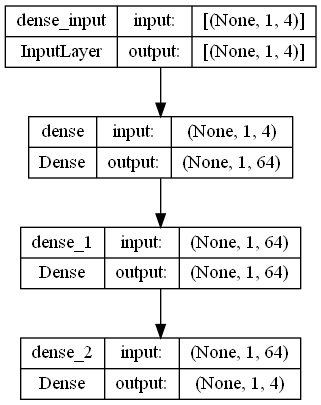 dense_input input: [(None, 1, 4)]
InputLayer output: [(None, 1, 4)]
dense input: (None, 1, 4)
Dense output: (None, 1, 64)
dense_1 input: (None, 1, 64)
Dense output: (None, 1, 64)
dense_2 input: (None, 1, 64)
Dense output: (None, 1, 4)